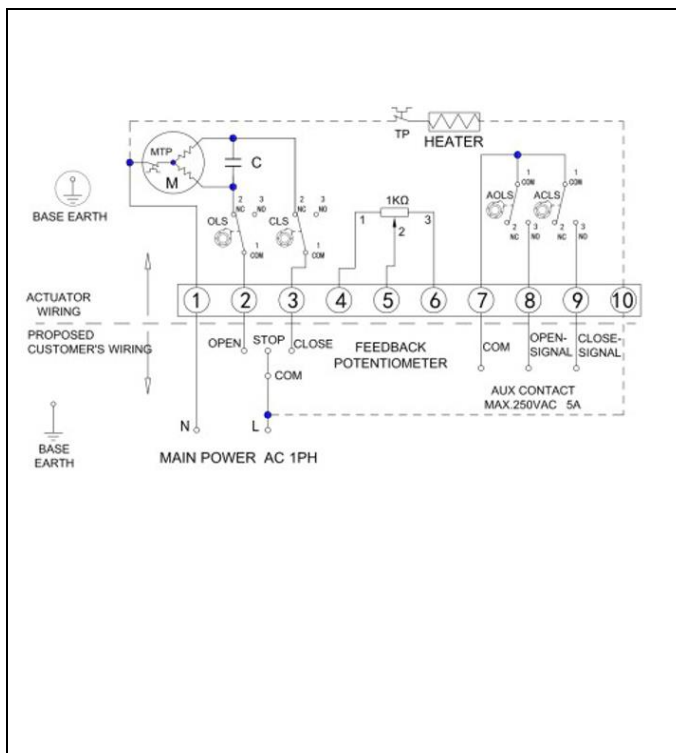 TP
HEATER
MTP
M
C
2 NC
3 NO
2 NC
3 NO
OLS
CLS
1 COM
1 COM
1KΩ
1
2
3
1 COM
1 COM
AOLS
ACLS
2 NC
3 NO
2 NC
3 NO
BASE EARTH
ACTUATOR
WIRING
1 2 3 4 5 6 7 8 9 10
PROPOSED
CUSTOMER'S WIRING
OPEN
STOP
CLOSE
COM
FEEDBACK
POTENTIOMETER
COM
OPEN-
SIGNAL
CLOSE-
SIGNAL
AUX CONTACT
MAX.250VAC 5A
BASE
EARTH
N
L
MAIN POWER AC 1PH